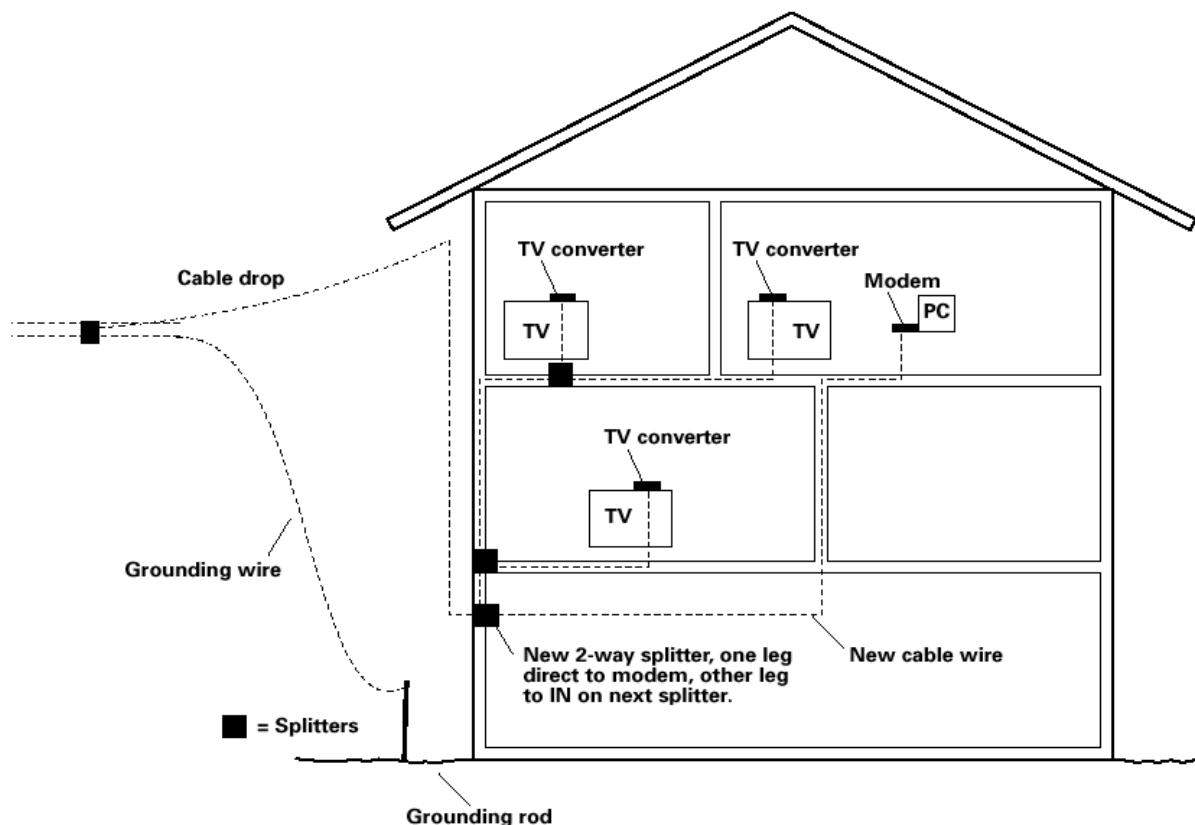 TV converter
TV converter
Cable drop
Modem
PC
TV
TV
TV converter
TV
Grounding wire
New 2-way splitter, one leg
direct to modem, other leg
to IN on next splitter.
New cable wire
= Splitters
Grounding rod